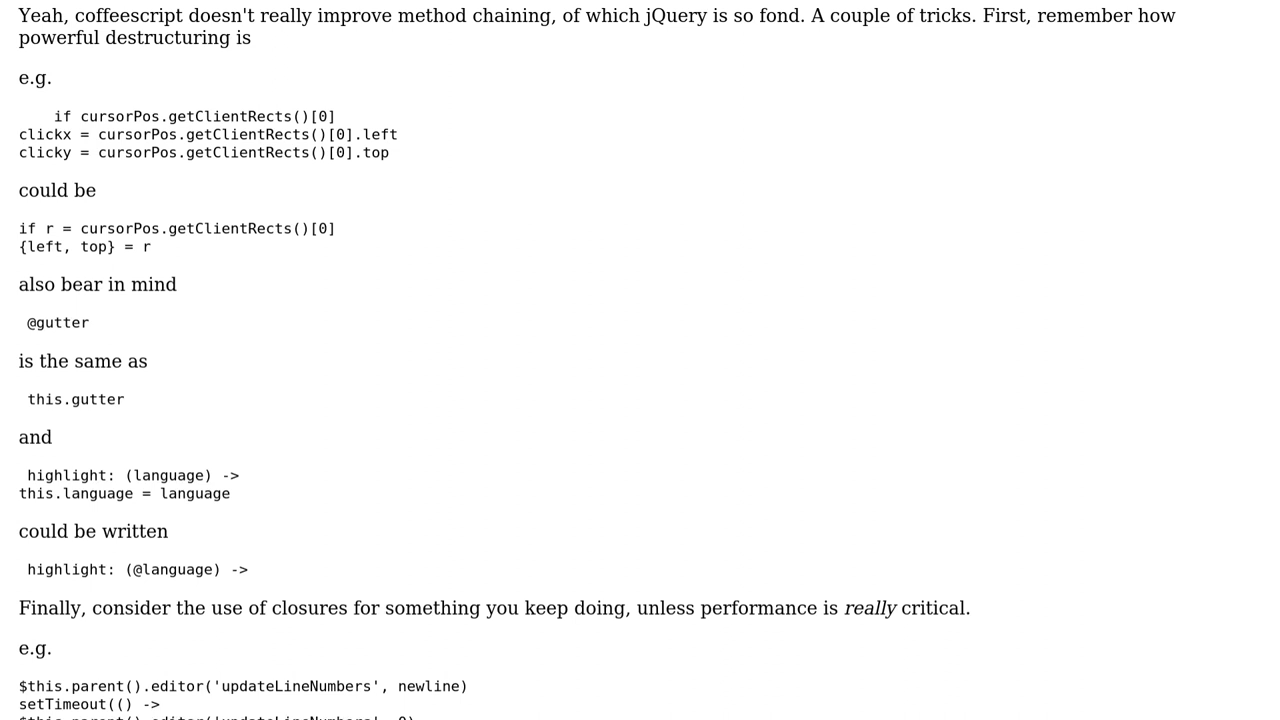 Yeah, coffeescript doesn't really improve method chaining, of which jQuery is so fond. A couple of tricks. First, remember how
powerful destructuring is
e.g.
if cursorPos.getClientRects()[0]
clickx = cursorPos.getClientRects()[0].left
clicky = cursorPos.getClientRects()[0].top
could be
if r = cursorPos.getClientRects()[0]
{left, top} = r
also bear in mind
@gutter
is the same as
this.gutter
and
highlight: (language) ->
this.language = language
could be written
highlight: (@language) ->
Finally, consider the use of closures for something you keep doing, unless performance is really critical.
e.g.
$this.parent().editor('updateLineNumbers', newline)
setTimeout(() ->